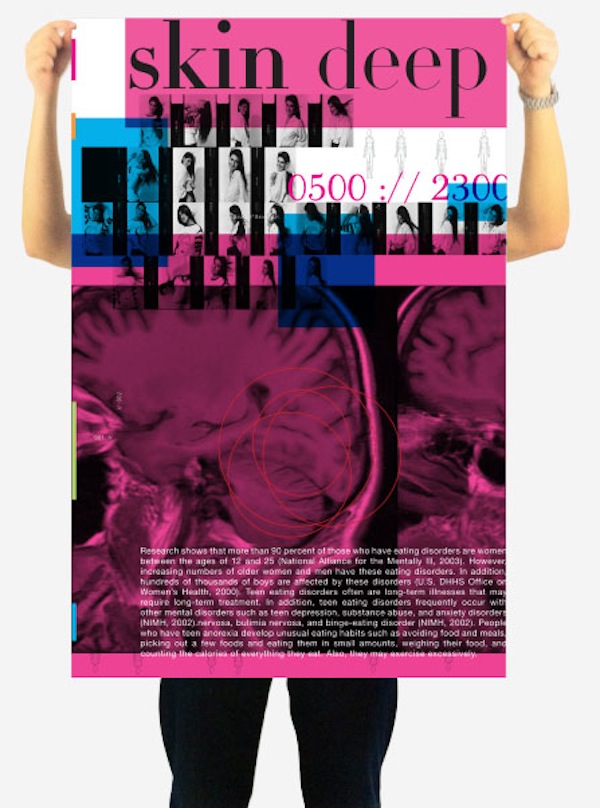 skin deep
0500 :// 2300
Research shows that more than 90 percent of those who have eating disorders are women
between the ages of 12 and 25 (National Alliance for the Mentally Ill, 2003). However,
increasing numbers of older women and men have these eating disorders. In addition,
hundreds of thousands of boys are affected by these disorders (U.S. DHHS Office on
Women's Health, 2000). Teen eating disorders often are long-term illnesses that may
require long-term treatment. In addition, teen eating disorders frequently occur with
other mental disorders such as teen depression, substance abuse, and anxiety disorders
(NIMH, 2002).nervosa, bulimia nervosa, and binge-eating disorder (NIMH, 2002). People
who have teen anorexia develop unusual eating habits such as avoiding food and meals,
picking out a few foods and eating them in small amounts, weighing their food, and
counting the calories of everything they eat. Also, they may exercise excessively.